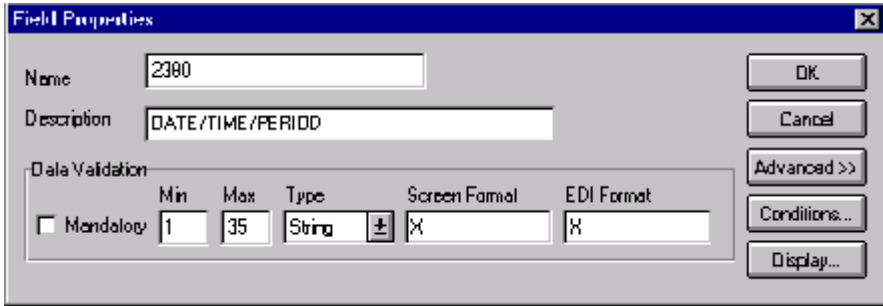 Field Properties
Name 2380 OK
Description DATE/TIME/PERIOD Cancel
Data Validation Advanced >>
Min Max Type Screen Format EDI Format
Mandatory 1 35 String X X Conditions...
Display...